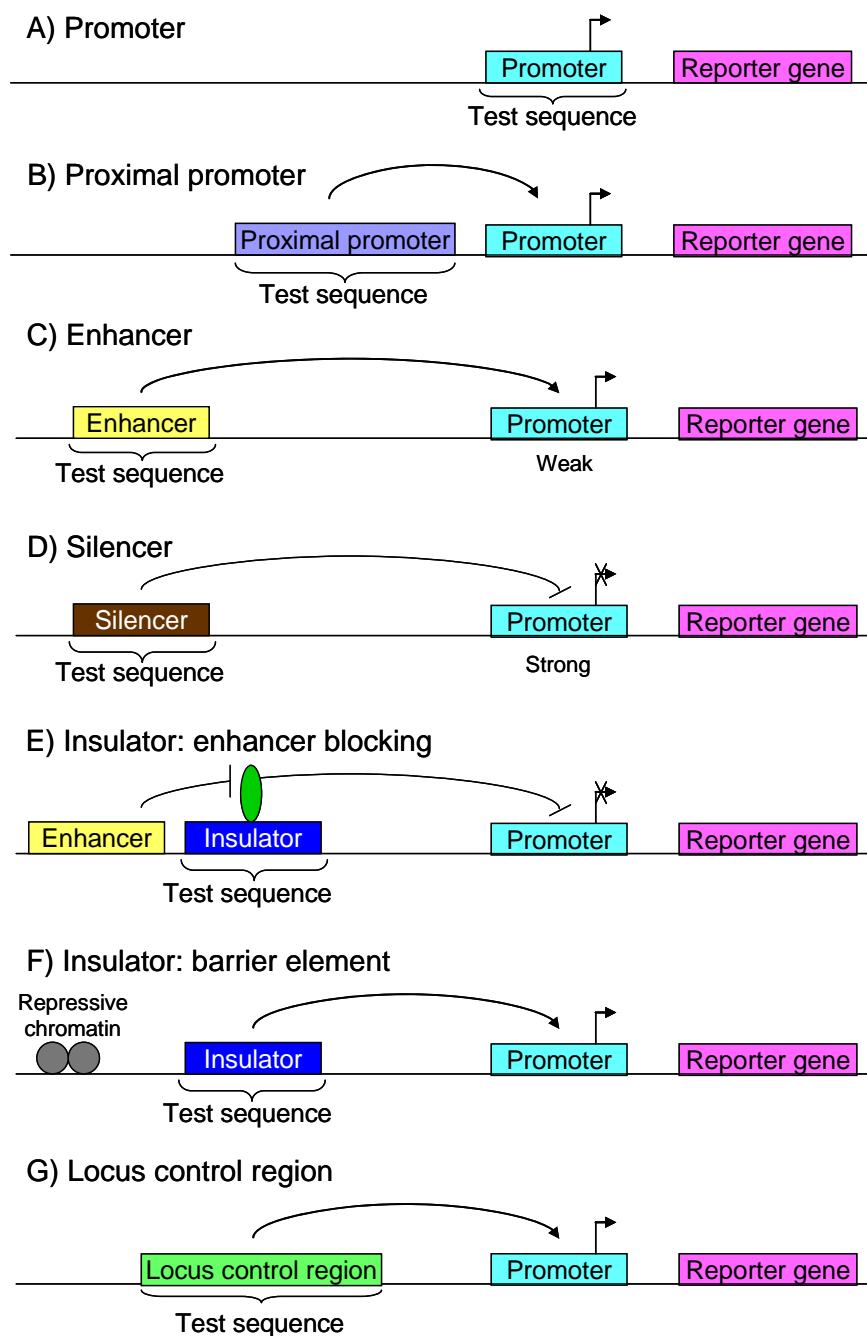 A) Promoter
Promoter
Reporter gene
Test sequence
B) Proximal promoter
Proximal promoter
Promoter
Reporter gene
Test sequence
C) Enhancer
Enhancer
Promoter
Reporter gene
Test sequence
Weak
D) Silencer
Silencer
Promoter
Reporter gene
Test sequence
Strong
E) Insulator: enhancer blocking
Enhancer
Insulator
Promoter
Reporter gene
Test sequence
F) Insulator: barrier element
Repressive
chromatin
Insulator
Promoter
Reporter gene
Test sequence
G) Locus control region
Locus control region
Promoter
Reporter gene
Test sequence